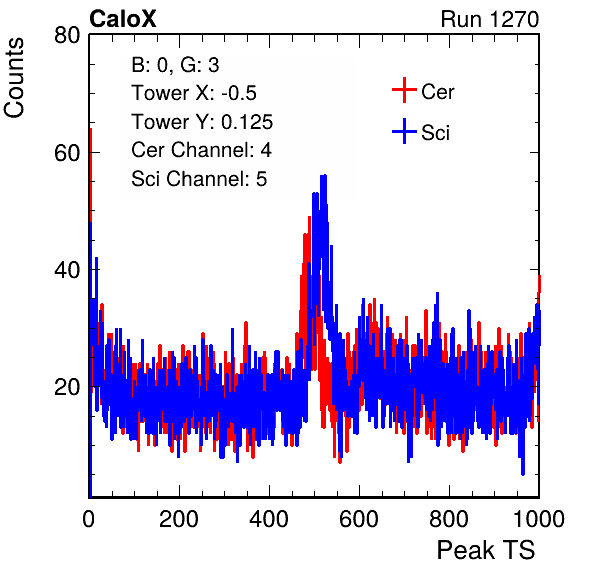 CaloX
Run 1270
Counts
80
60
40
20
B: 0, G: 3
Tower X: -0.5
Tower Y: 0.125
Cer Channel: 4
Sci Channel: 5
Cer
Sci
0
200
400
600
800
1000
Peak TS